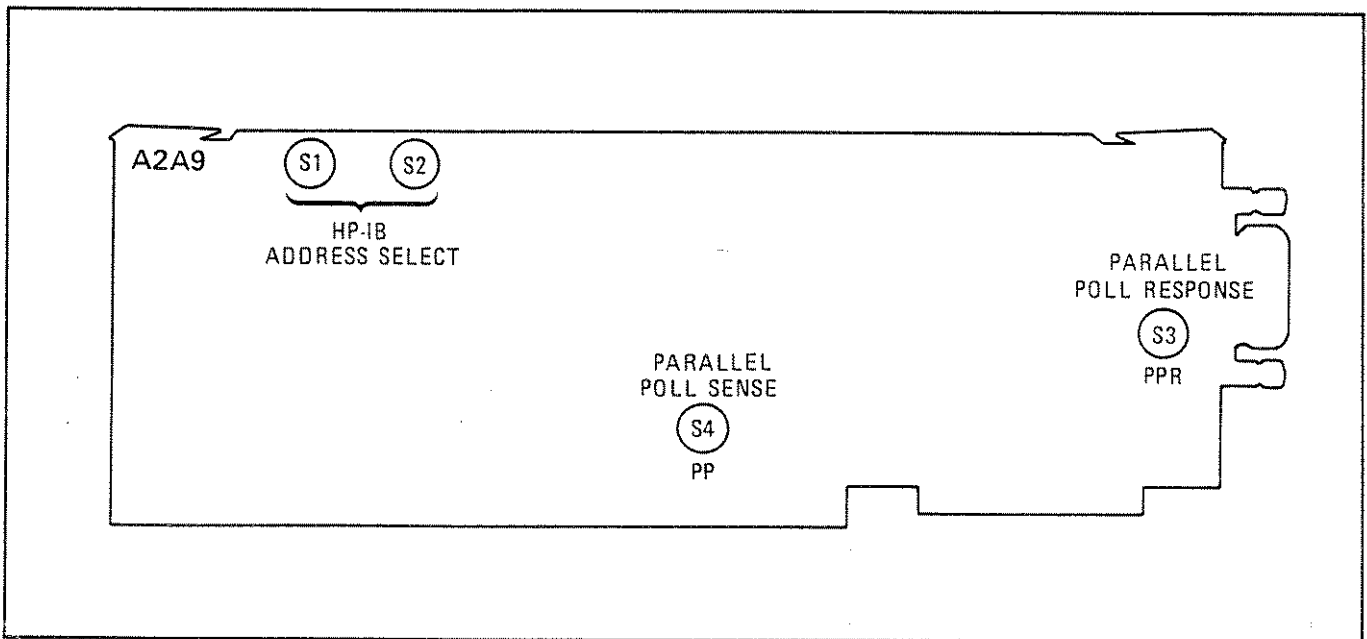 A2A9
S1
S2
HP-IB
ADDRESS SELECT
PARALLEL
POLL RESPONSE
S3
PPR
PARALLEL
POLL SENSE
S4
PP